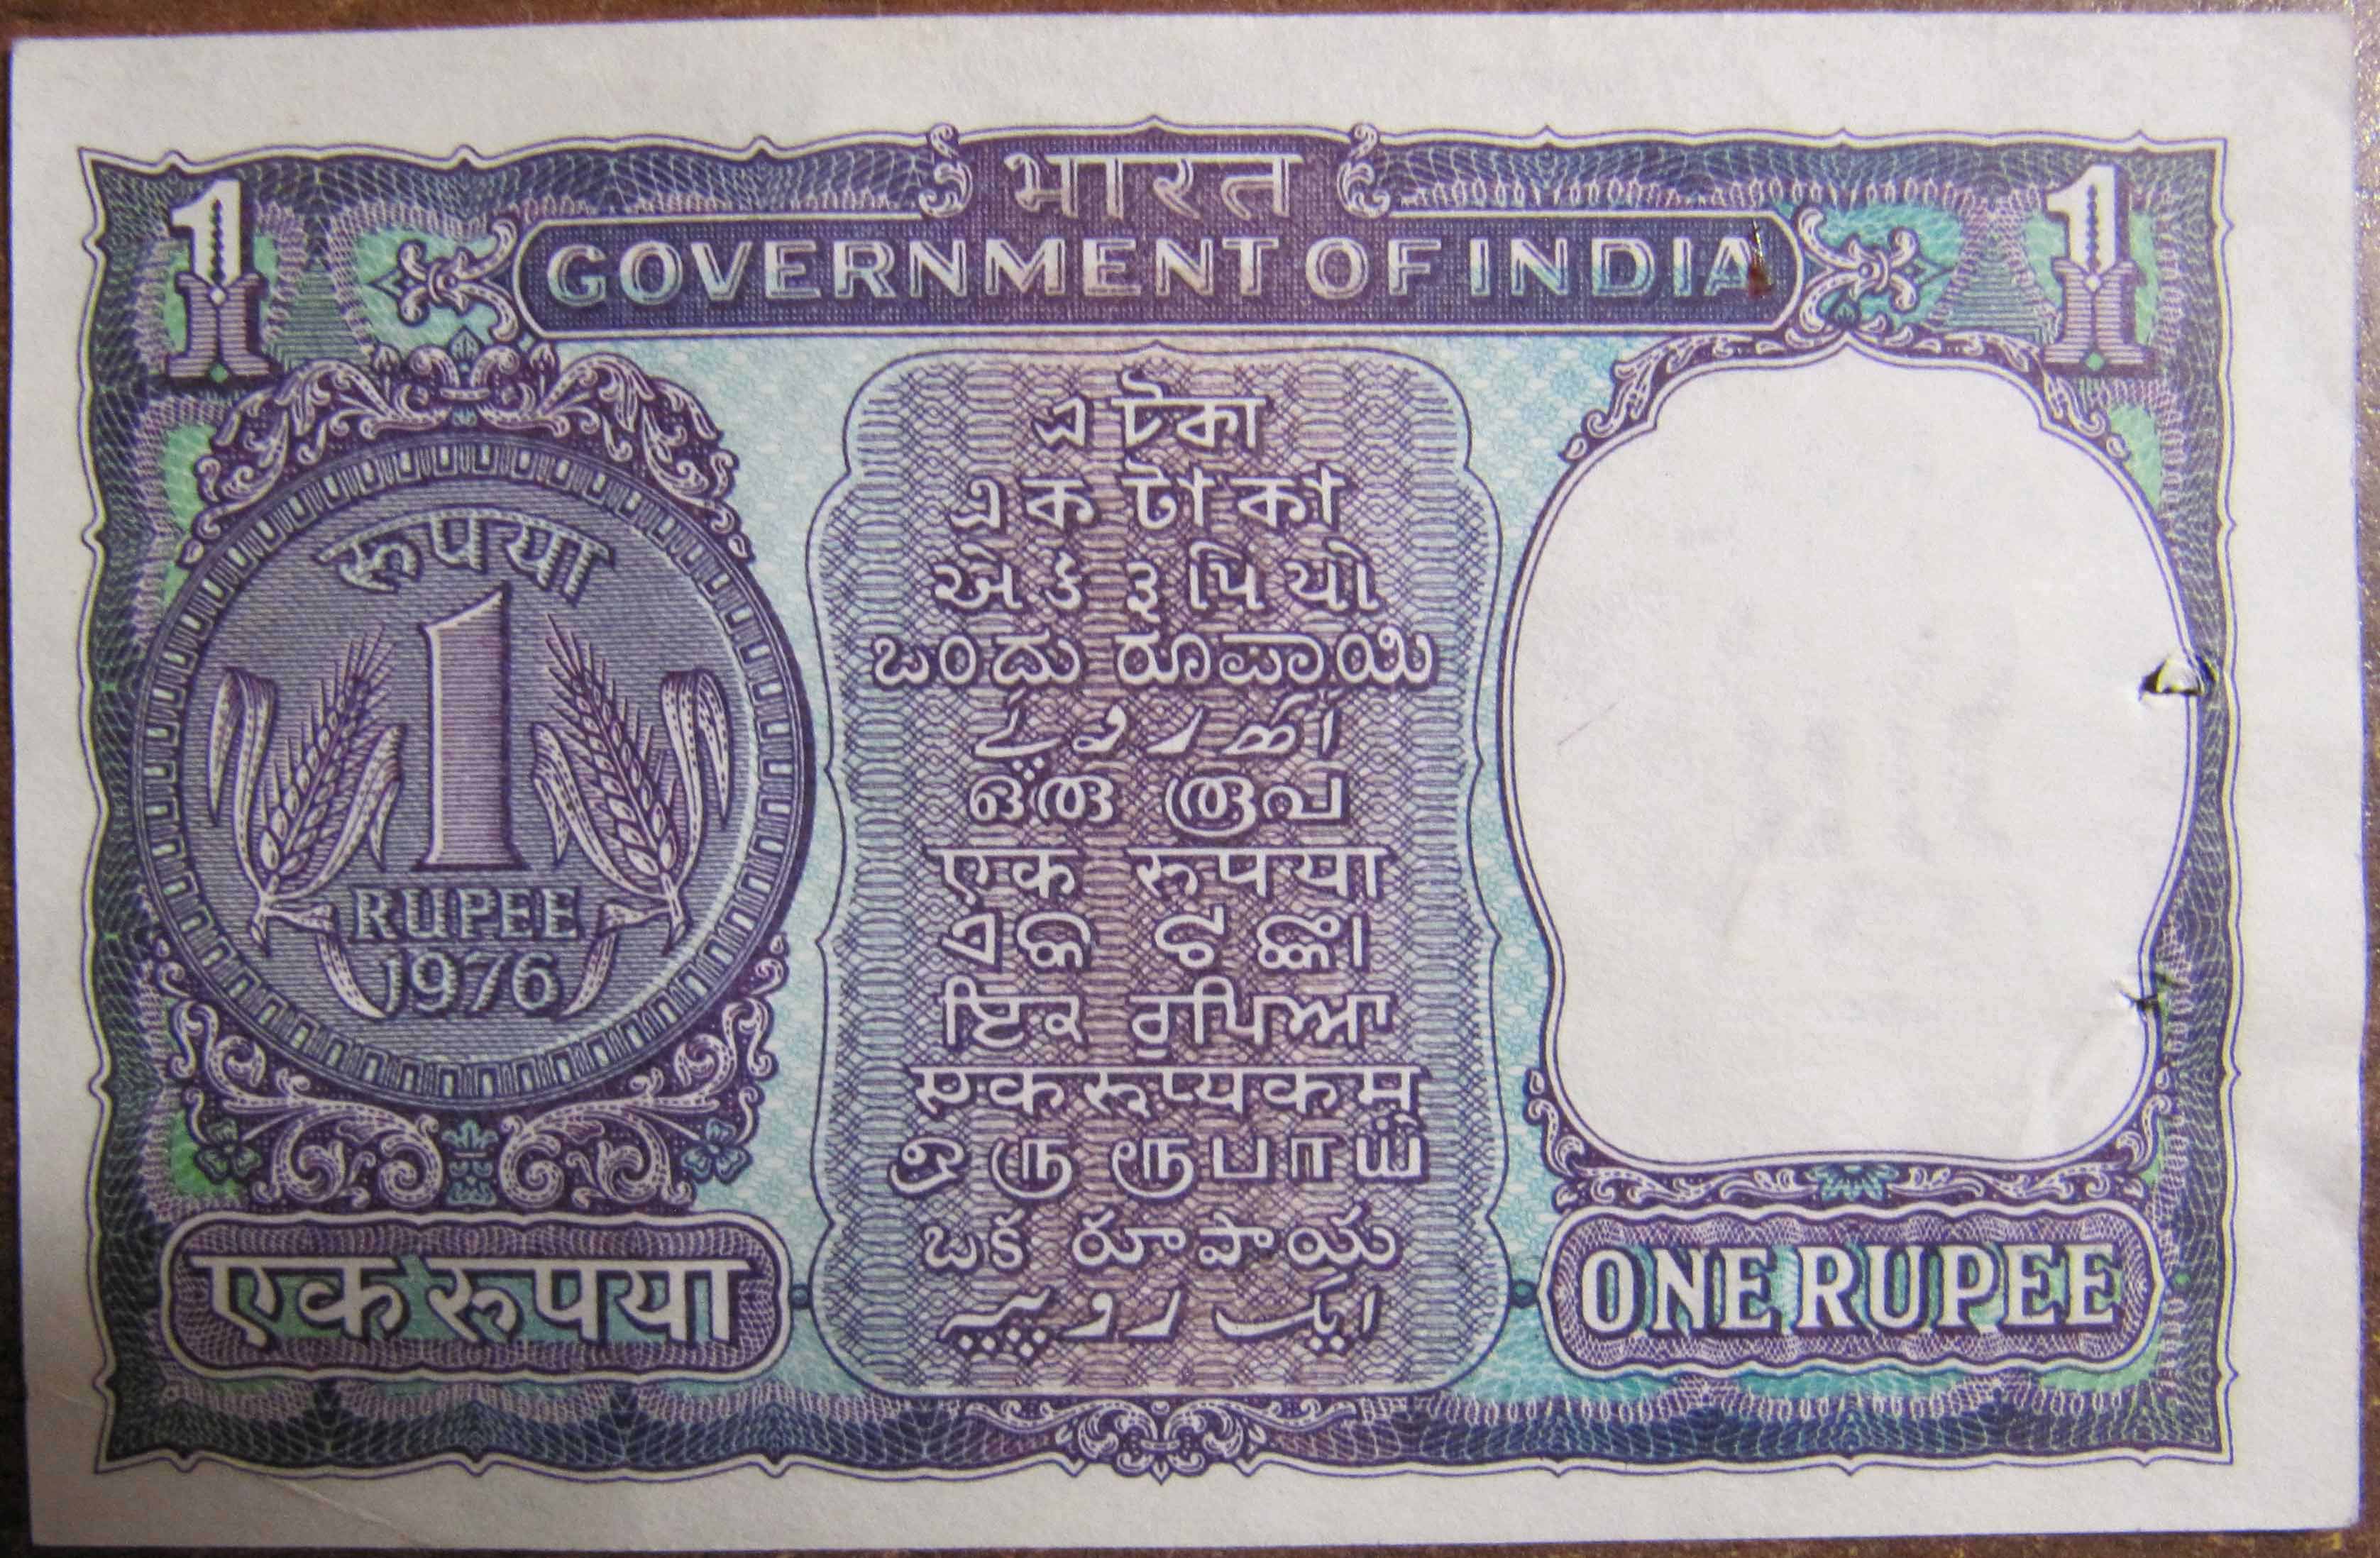 भारत
GOVERNMENT OF INDIA
1
1
रूपया
1
RUPEE
1976
এ টকা
এক টাকা
એક રૂપિયો
ಒಂದು ರೂಪಾಯಿ
ഒരു രൂപ
एक रुपया
ଏକ ଟଙ୍କା
ਇਕ ਰੁਪਿਆ
एकरूप्यकम्
ஒரு ரூபாய்
ఒక రూపాయ
ایک روپیہ
एक रुपया
ONE RUPEE